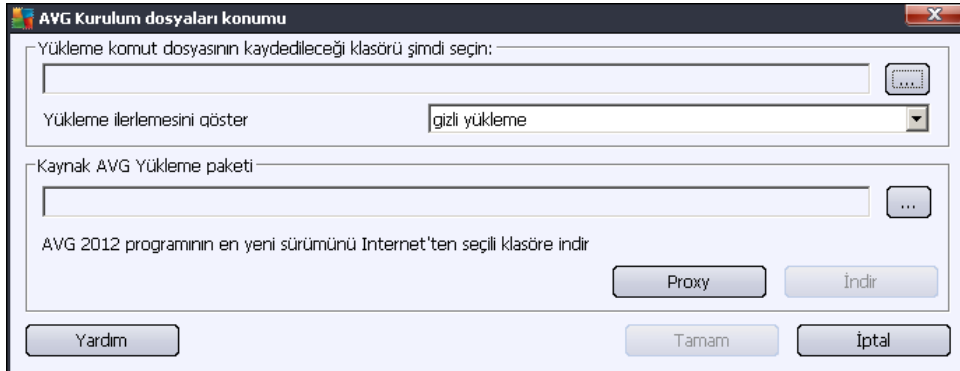 AVG Kurulum dosyaları konumu
Yükleme komut dosyasının kaydedileceği klasörü şimdi seçin:
...
Yükleme ilerlemesini göster gizli yükleme
Kaynak AVG Yükleme paketi
...
AVG 2012 programının en yeni sürümünü Internet'ten seçili klasöre indir
Proxy İndir
Yardım Tamam İptal